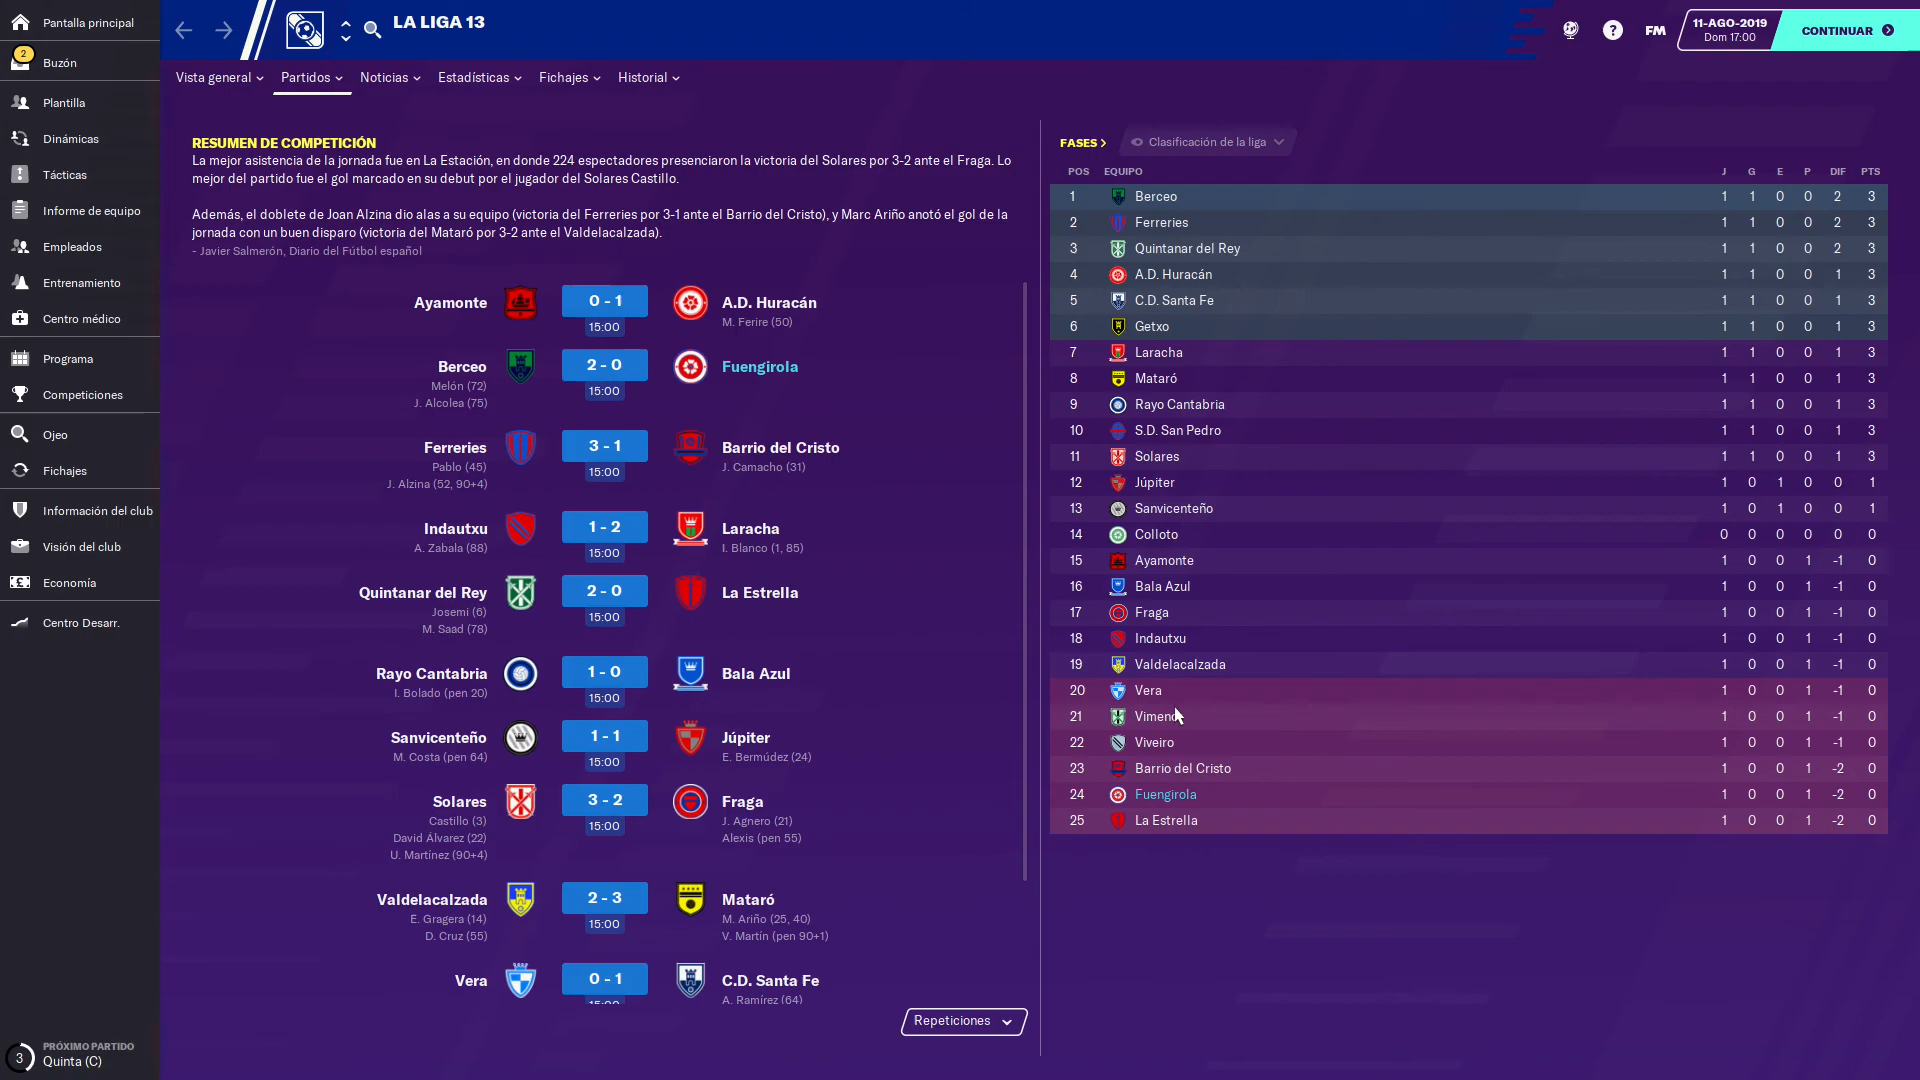 Pantalla principal
2
Buzón
Plantilla
Dinámicas
Tácticas
Informe de equipo
Empleados
Entrenamiento
Centro médico
Programa
Competiciones
Ojeo
Fichajes
Información del club
Visión del club
Economía
Centro Desarr.
3
PRÓXIMO PARTIDO
Quinta (C)
LA LIGA 13
?
FM
11-AGO-2019
Dom 17:00
CONTINUAR
Vista general Partidos Noticias Estadísticas Fichajes Historial
RESUMEN DE COMPETICIÓN
La mejor asistencia de la jornada fue en La Estación, en donde 224 espectadores presenciaron la victoria del Solares por 3-2 ante el Fraga. Lo
mejor del partido fue el gol marcado en su debut por el jugador del Solares Castillo.
Además, el doblete de Joan Alzina dio alas a su equipo (victoria del Ferreries por 3-1 ante el Barrio del Cristo), y Marc Ariño anotó el gol de la
jornada con un buen disparo (victoria del Mataró por 3-2 ante el Valdelacalzada).
- Javier Salmerón, Diario del Fútbol español
Ayamonte 0 - 1 A.D. Huracán
15:00 M. Ferire (50)
Berceo 2 - 0 Fuengirola
Melón (72) 15:00
J. Alcolea (75)
Ferreries 3 - 1 Barrio del Cristo
Pablo (45) 15:00 J. Camacho (31)
J. Alzina (52, 90+4)
Indautxu 1 - 2 Laracha
A. Zabala (88) 15:00 I. Blanco (1, 85)
Quintanar del Rey 2 - 0 La Estrella
Josemi (6) 15:00
M. Saad (78)
Rayo Cantabria 1 - 0 Bala Azul
I. Bolado (pen 20) 15:00
Sanvicenteño 1 - 1 Júpiter
M. Costa (pen 64) 15:00 E. Bermúdez (24)
Solares 3 - 2 Fraga
Castillo (3) 15:00 J. Agnero (21)
David Álvarez (22) Alexis (pen 55)
U. Martínez (90+4)
Valdelacalzada 2 - 3 Mataró
E. Gragera (14) 15:00 M. Ariño (25, 40)
D. Cruz (55) V. Martín (pen 90+1)
Vera 0 - 1 C.D. Santa Fe
15:00 A. Ramírez (64)
Repeticiones
FASES > Clasificación de la liga
POS EQUIPO J G E P DIF PTS
1 Berceo 1 1 0 0 2 3
2 Ferreries 1 1 0 0 2 3
3 Quintanar del Rey 1 1 0 0 2 3
4 A.D. Huracán 1 1 0 0 1 3
5 C.D. Santa Fe 1 1 0 0 1 3
6 Getxo 1 1 0 0 1 3
7 Laracha 1 1 0 0 1 3
8 Mataró 1 1 0 0 1 3
9 Rayo Cantabria 1 1 0 0 1 3
10 S.D. San Pedro 1 1 0 0 1 3
11 Solares 1 1 0 0 1 3
12 Júpiter 1 0 1 0 0 1
13 Sanvicenteño 1 0 1 0 0 1
14 Colloto 0 0 0 0 0 0
15 Ayamonte 1 0 0 1 -1 0
16 Bala Azul 1 0 0 1 -1 0
17 Fraga 1 0 0 1 -1 0
18 Indautxu 1 0 0 1 -1 0
19 Valdelacalzada 1 0 0 1 -1 0
20 Vera 1 0 0 1 -1 0
21 1 0 0 1 -1 0
22 Viveiro 1 0 0 1 -1 0
23 Barrio del Cristo 1 0 0 1 -2 0
24 Fuengirola 1 0 0 1 -2 0
25 La Estrella 1 0 0 1 -2 0